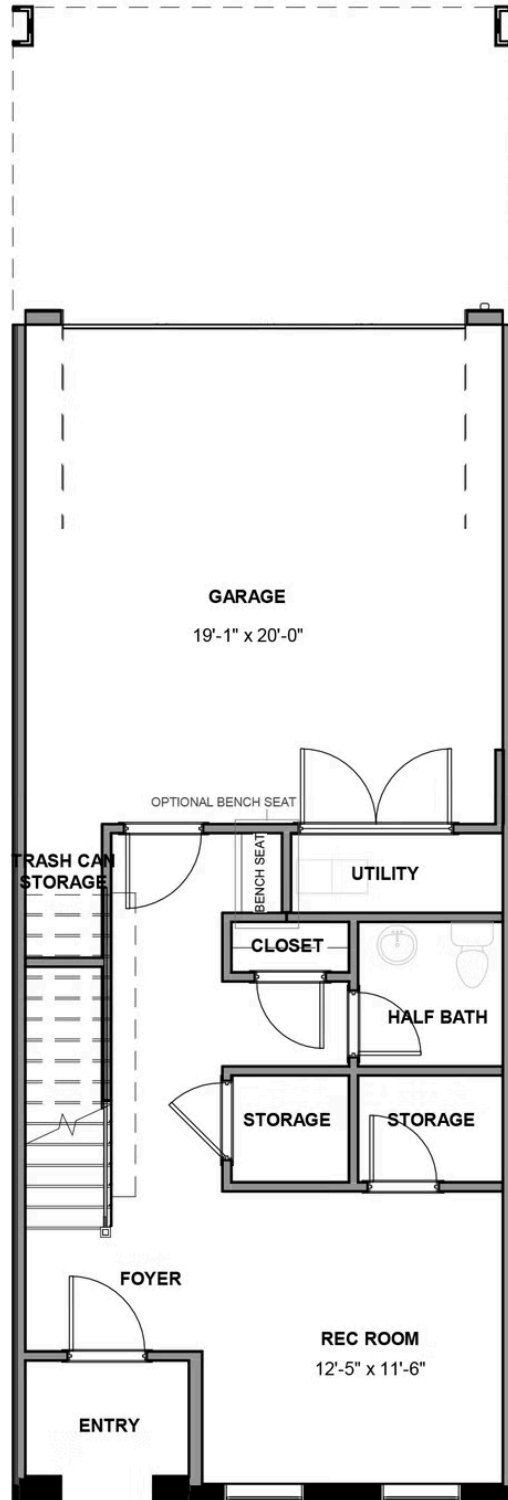 GARAGE
19'-1" x 20'-0"
OPTIONAL BENCH SEAT
TRASH CAN
STORAGE
BENCH SEAT
UTILITY
CLOSET
HALF BATH
STORAGE
STORAGE
FOYER
REC ROOM
12'-5" x 11'-6"
ENTRY